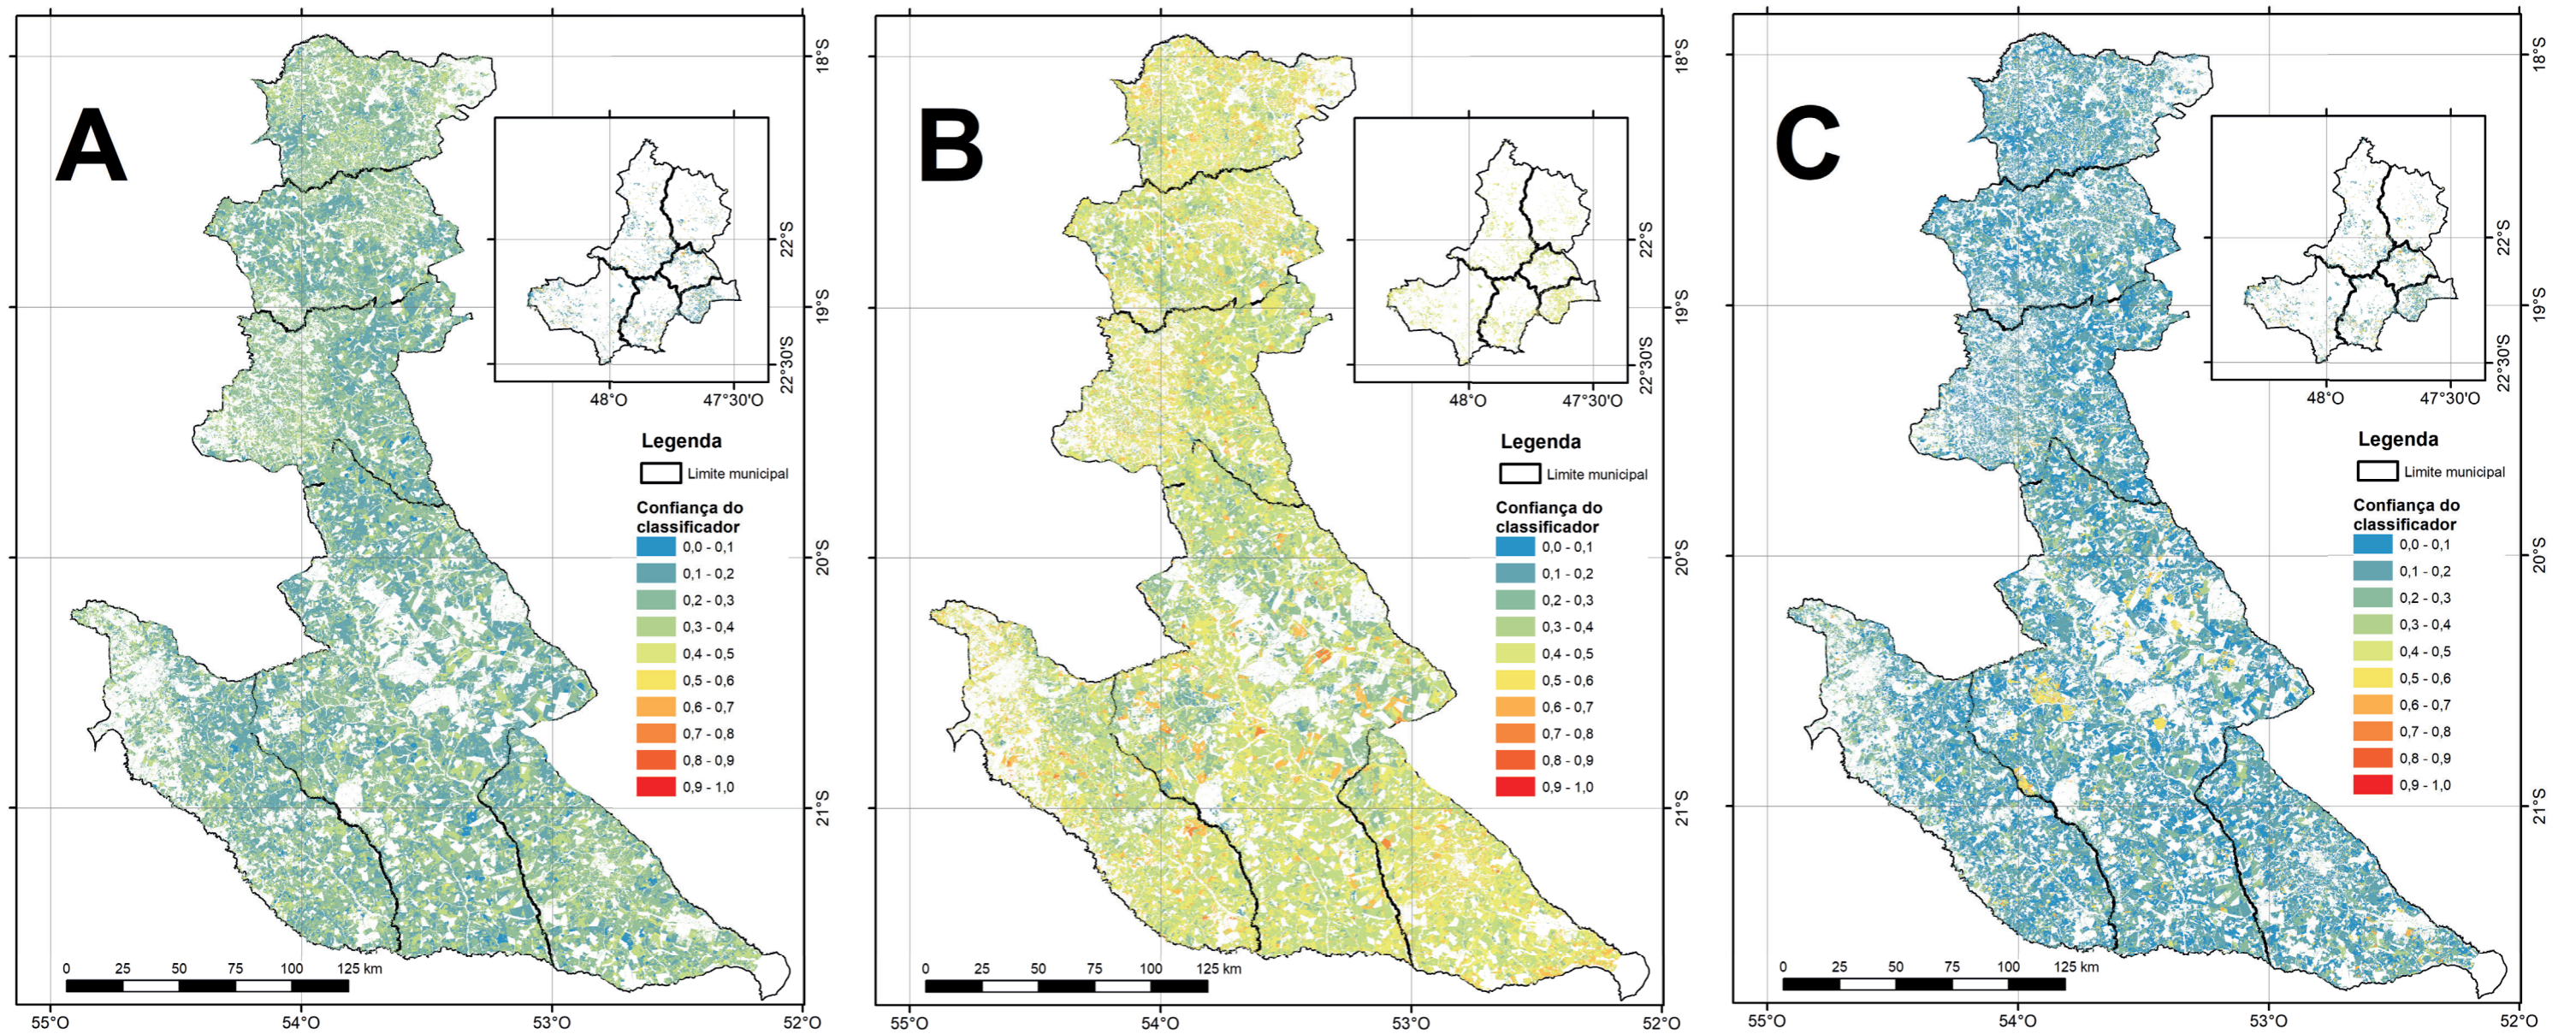 A
18°S
22°S
19°S
22°30'S
48°O
47°30'O
Legenda
Limite municipal
Confiança do
classificador
0,0 - 0,1
0,1 - 0,2
20°S
0,2 - 0,3
0,3 - 0,4
0,4 - 0,5
0,5 - 0,6
0,6 - 0,7
0,7 - 0,8
0,8 - 0,9
0,9 - 1,0
21°S
0 25 50 75 100 125 km
55°O 54°O 53°O 52°O
B
18°S
22°S
19°S
22°30'S
48°O
47°30'O
Legenda
Limite municipal
Confiança do
classificador
0,0 - 0,1
0,1 - 0,2
20°S
0,2 - 0,3
0,3 - 0,4
0,4 - 0,5
0,5 - 0,6
0,6 - 0,7
0,7 - 0,8
0,8 - 0,9
0,9 - 1,0
21°S
0 25 50 75 100 125 km
55°O 54°O 53°O 52°O
C
18°S
22°S
19°S
22°30'S
48°O
47°30'O
Legenda
Limite municipal
Confiança do
classificador
0,0 - 0,1
0,1 - 0,2
20°S
0,2 - 0,3
0,3 - 0,4
0,4 - 0,5
0,5 - 0,6
0,6 - 0,7
0,7 - 0,8
0,8 - 0,9
0,9 - 1,0
21°S
0 25 50 75 100 125 km
55°O 54°O 53°O 52°O